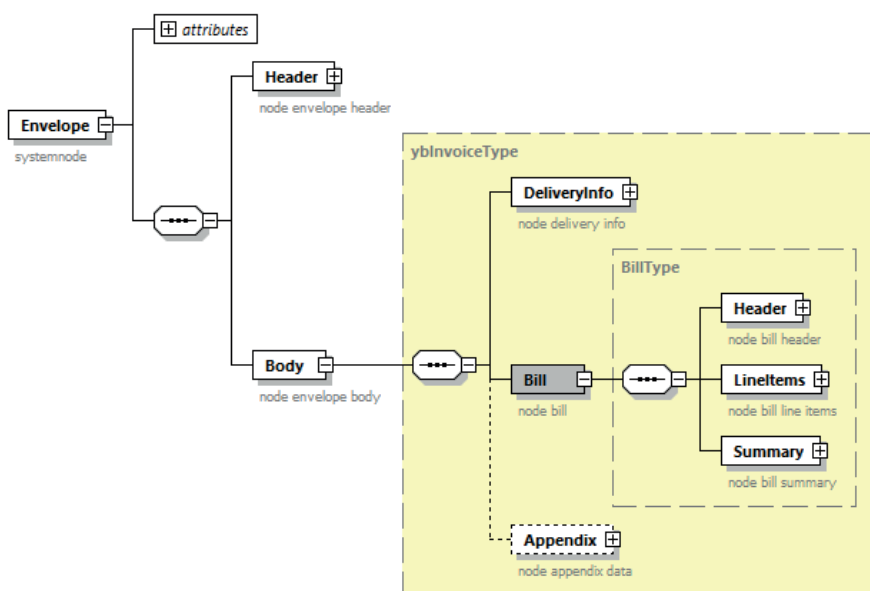 attributes
Header
node envelope header
Envelope
systemnode
ybInvoiceType
DeliveryInfo
node delivery info
BillType
Header
node bill header
Body
node envelope body
Bill
node bill
LineItems
node bill line items
Summary
node bill summary
Appendix
node appendix data